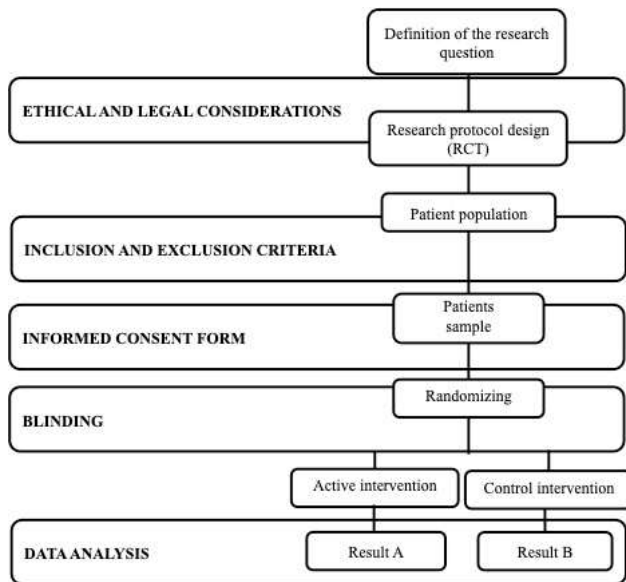 Definition of the research
question
ETHICAL AND LEGAL CONSIDERATIONS
Research protocol design
(RCT)
Patient population
INCLUSION AND EXCLUSION CRITERIA
Patients
sample
INFORMED CONSENT FORM
Randomizing
BLINDING
Active intervention
Control intervention
DATA ANALYSIS
Result A
Result B